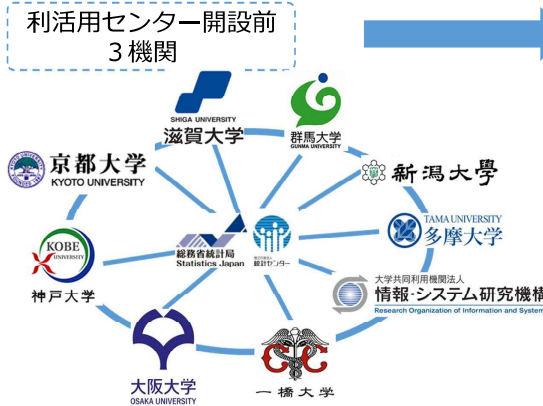 利活用センター開設前
３機関
SHIGA UNIVERSITY
滋賀大学
群馬大学
GUNMA UNIVERSITY
京都大学
KYOTO UNIVERSITY
新潟大學
TAMA UNIVERSITY
多摩大学
KOBE
UNIVERSITY
神戸大学
総務省統計局
Statistics Japan
統計センター
大学共同利用機関法人
情報・システム研究機構
Research Organization of Information and System
大阪大学
OSAKA UNIVERSITY
一橋大学